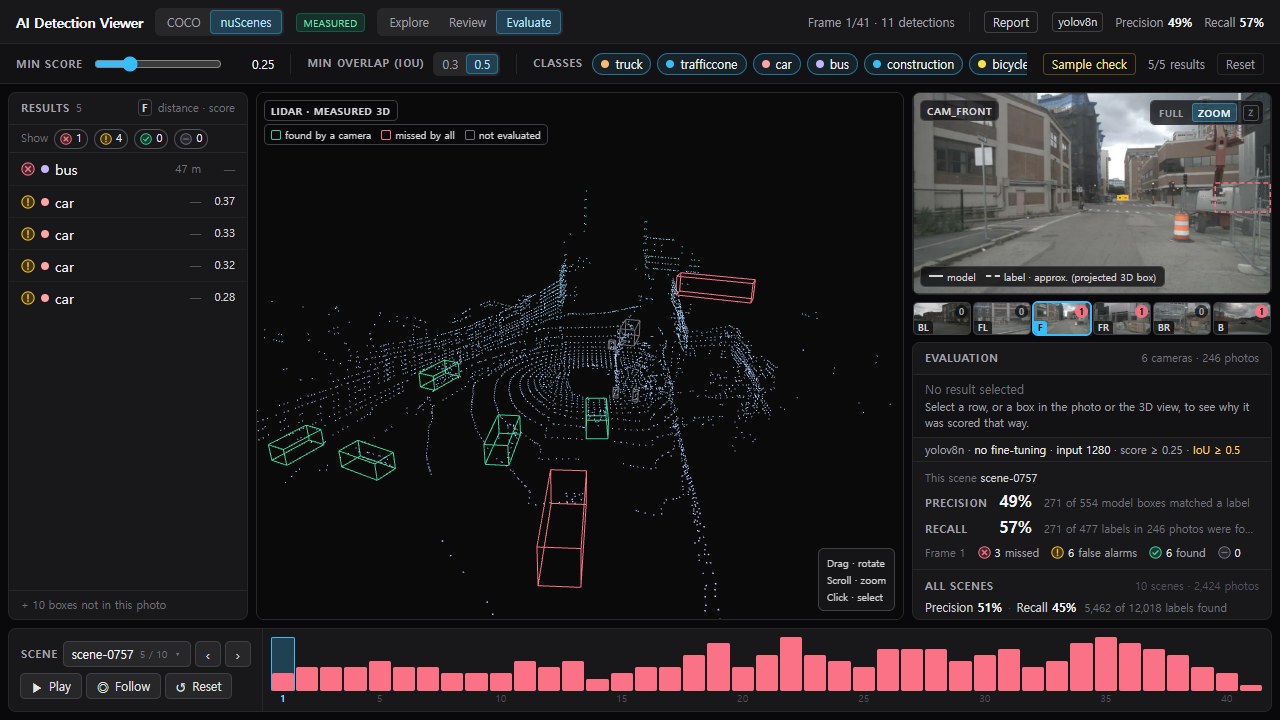 AI Detection Viewer COCO nuScenes MEASURED Explore Review Evaluate Frame 1/41 · 11 detections Report yolov8n Precision 49% Recall 57%
MIN SCORE 0.25 MIN OVERLAP (IOU) 0.3 0.5 CLASSES truck trafficcone car bus construction bicycle Sample check 5/5 results Reset
RESULTS 5 F distance · score
Show 1 4 0 0
bus 47 m —
car — 0.37
car — 0.33
car — 0.32
car — 0.28
+ 10 boxes not in this photo
LIDAR · MEASURED 3D
found by a camera missed by all not evaluated
Drag · rotate
Scroll · zoom
Click · select
CAM_FRONT FULL ZOOM Z
model label · approx. (projected 3D box)
BL 0 FL 0 F 1 FR 1 BR 0 B 1
EVALUATION 6 cameras · 246 photos
No result selected
Select a row, or a box in the photo or the 3D view, to see why it
was scored that way.
yolov8n · no fine-tuning · input 1280 · score ≥ 0.25 · IoU ≥ 0.5
This scene scene-0757
PRECISION 49% 271 of 554 model boxes matched a label
RECALL 57% 271 of 477 labels in 246 photos were fo...
Frame 1 3 missed 6 false alarms 6 found 0
ALL SCENES 10 scenes · 2,424 photos
Precision 51% · Recall 45% 5,462 of 12,018 labels found
SCENE scene-0757 5 / 10 ‹ ›
Play Follow Reset
1 5 10 15 20 25 30 35 40